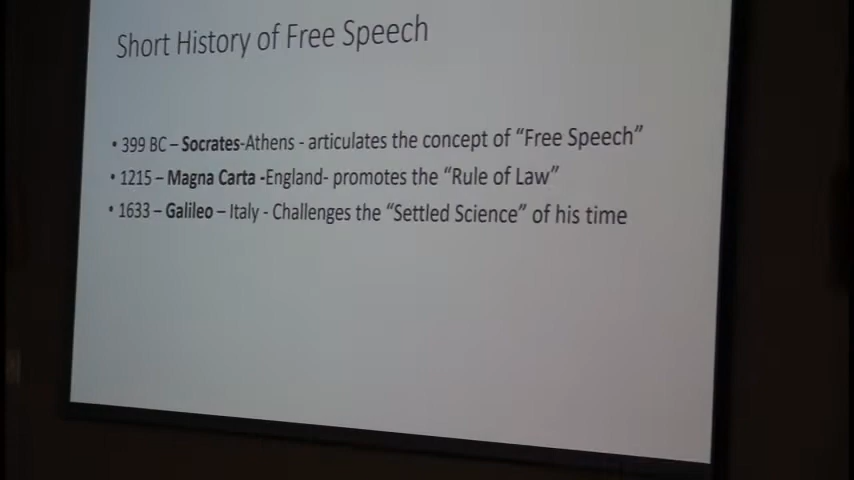 Short History of Free Speech
• 399 BC – Socrates-Athens - articulates the concept of “Free Speech”
• 1215 – Magna Carta -England- promotes the “Rule of Law”
• 1633 – Galileo – Italy - Challenges the “Settled Science” of his time